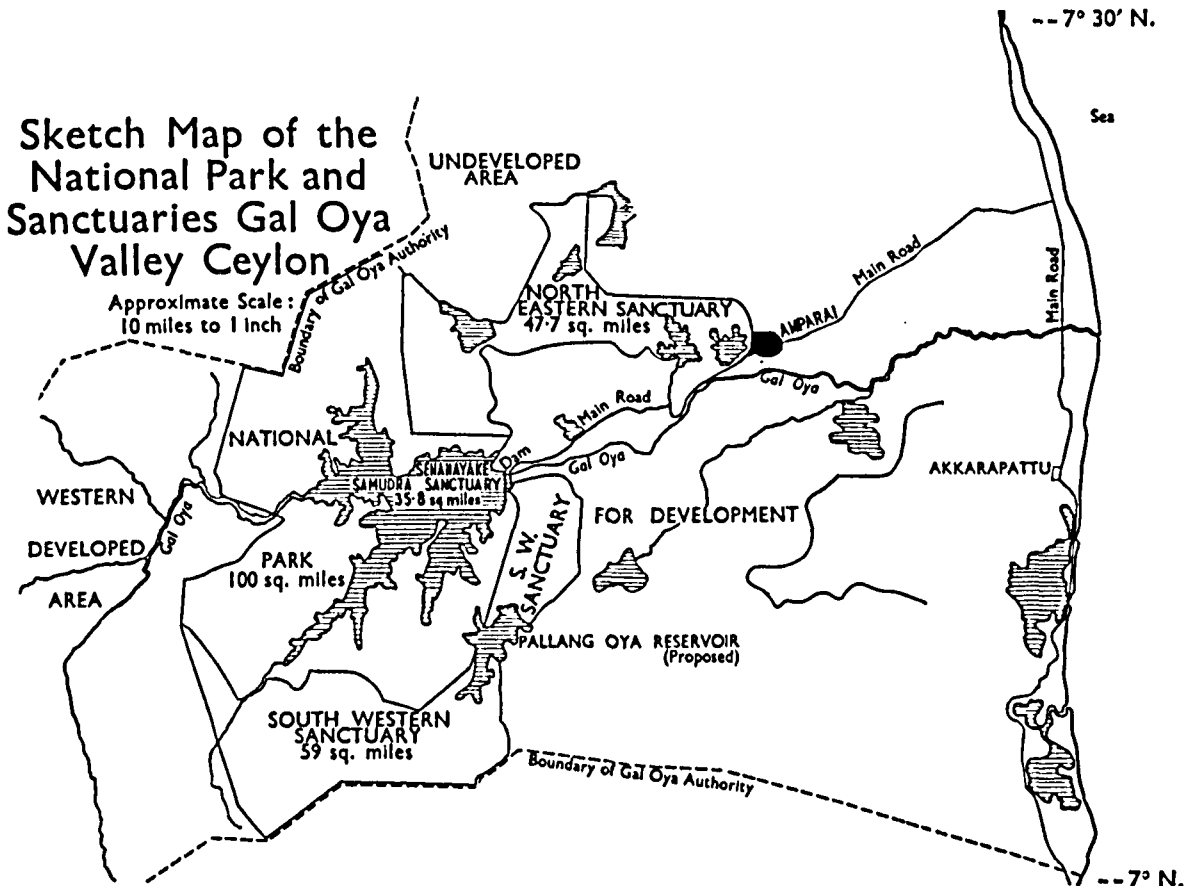 --7° 30' N.
Sea
Sketch Map of the
National Park and
Sanctuaries Gal Oya
Valley Ceylon
Approximate Scale :
10 miles to 1 inch
UNDEVELOPED
AREA
Boundary of Gal Oya Authority
NORTH
EASTERN SANCTUARY
47·7 sq. miles
AMPARAI
Main Road
Main Road
Gal Oya
Main Road
NATIONAL
Dam
Gal Oya
SENANAYAKE
SAMUDRA SANCTUARY
35·8 sq miles
AKKARAPATTU
WESTERN
DEVELOPED
AREA
Gal Oya
FOR DEVELOPMENT
PARK
100 sq. miles
S. W.
SANCTUARY
PALLANG OYA RESERVOIR
(Proposed)
SOUTH WESTERN
SANCTUARY
59 sq. miles
Boundary of Gal Oya Authority
--7° N.